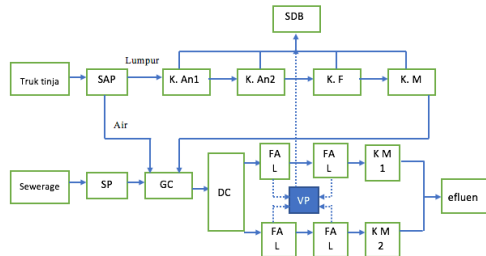 SDB
Lumpur
Truk tinja
SAP
K. An1
K. An2
K. F
K. M
Air
Sewerage
SP
GC
DC
FA
L
FA
L
K M
1
VP
efluen
FA
L
FA
L
K M
2